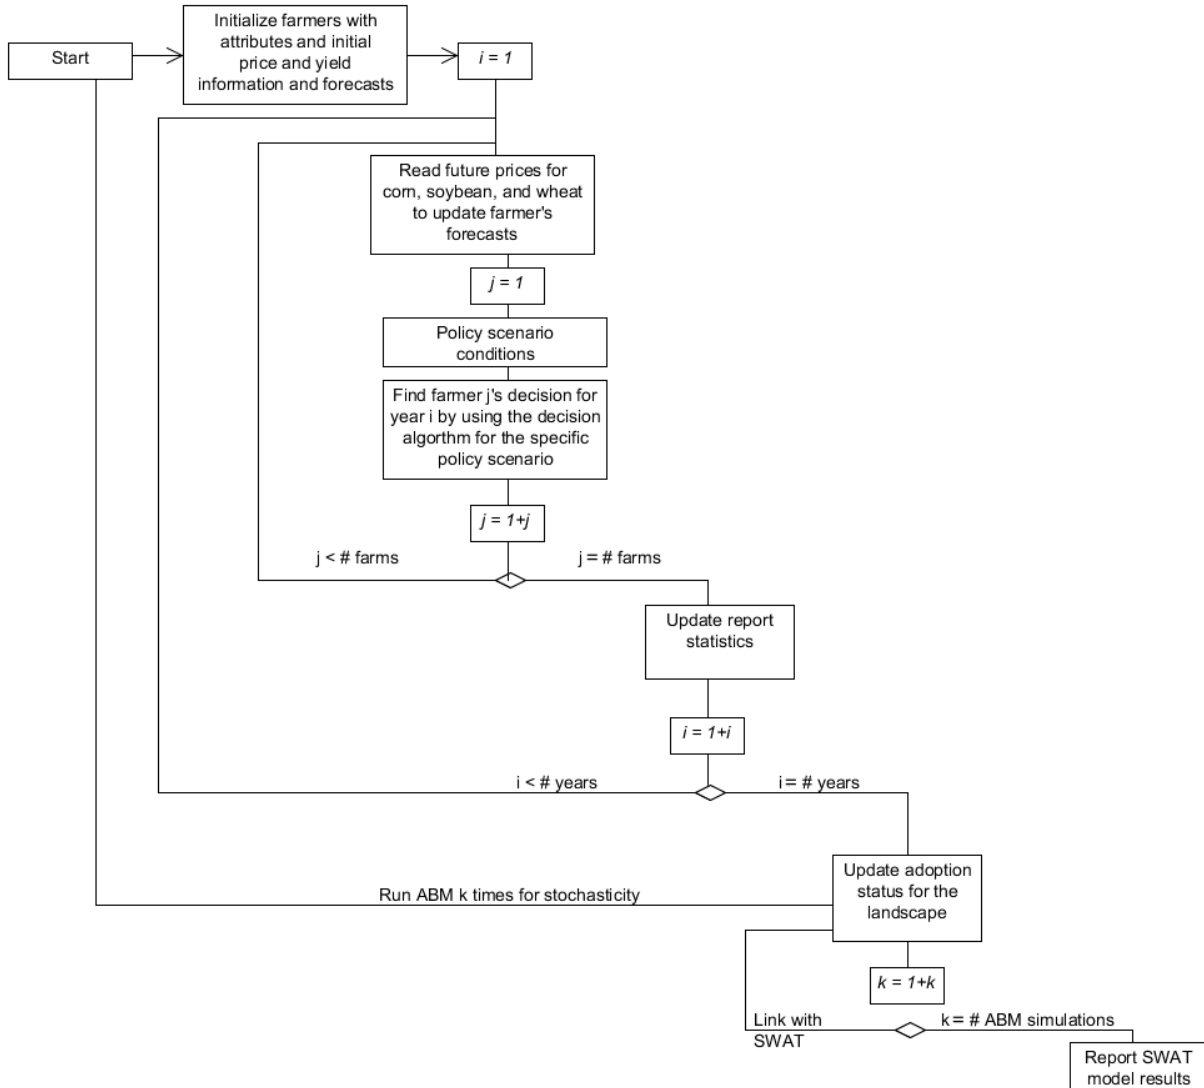 Start
Initialize farmers with
attributes and initial
price and yield
information and forecasts
i = 1
Read future prices for
corn, soybean, and wheat
to update farmer's
forecasts
j = 1
Policy scenario
conditions
Find farmer j's decision for
year i by using the decision
algorthm for the specific
policy scenario
j = 1+j
j < # farms
j = # farms
Update report
statistics
i = 1+i
i < # years
i = # years
Update adoption
status for the
landscape
Run ABM k times for stochasticity
k = 1+k
Link with
SWAT
k = # ABM simulations
Report SWAT
model results